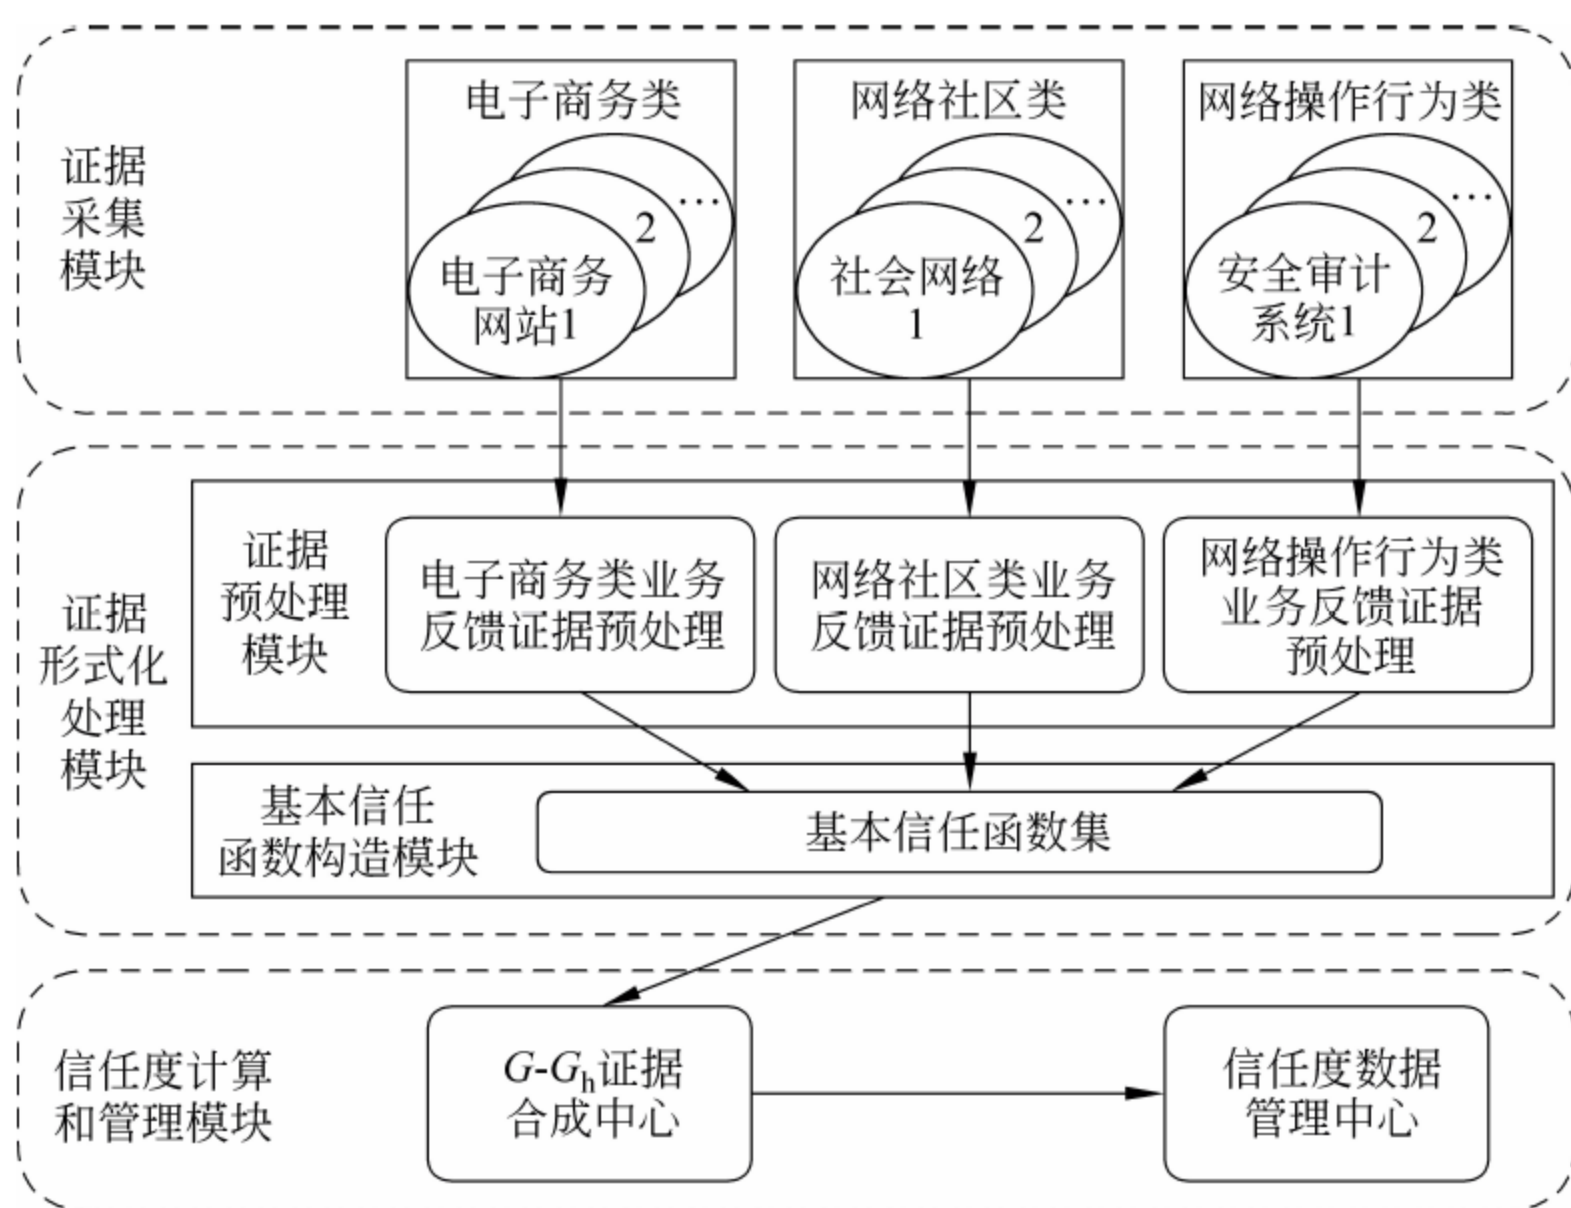 证据
采集
模块
电子商务类
…
2
电子商务
网站1
网络社区类
…
2
社会网络
1
网络操作行为类
…
2
安全审计
系统1
证据
形式化
处理
模块
证据
预处理
模块
电子商务类业务
反馈证据预处理
网络社区类业务
反馈证据预处理
网络操作行为类
业务反馈证据
预处理
基本信任
函数构造模块
基本信任函数集
信任度计算
和管理模块
G-Gh证据
合成中心
信任度数据
管理中心